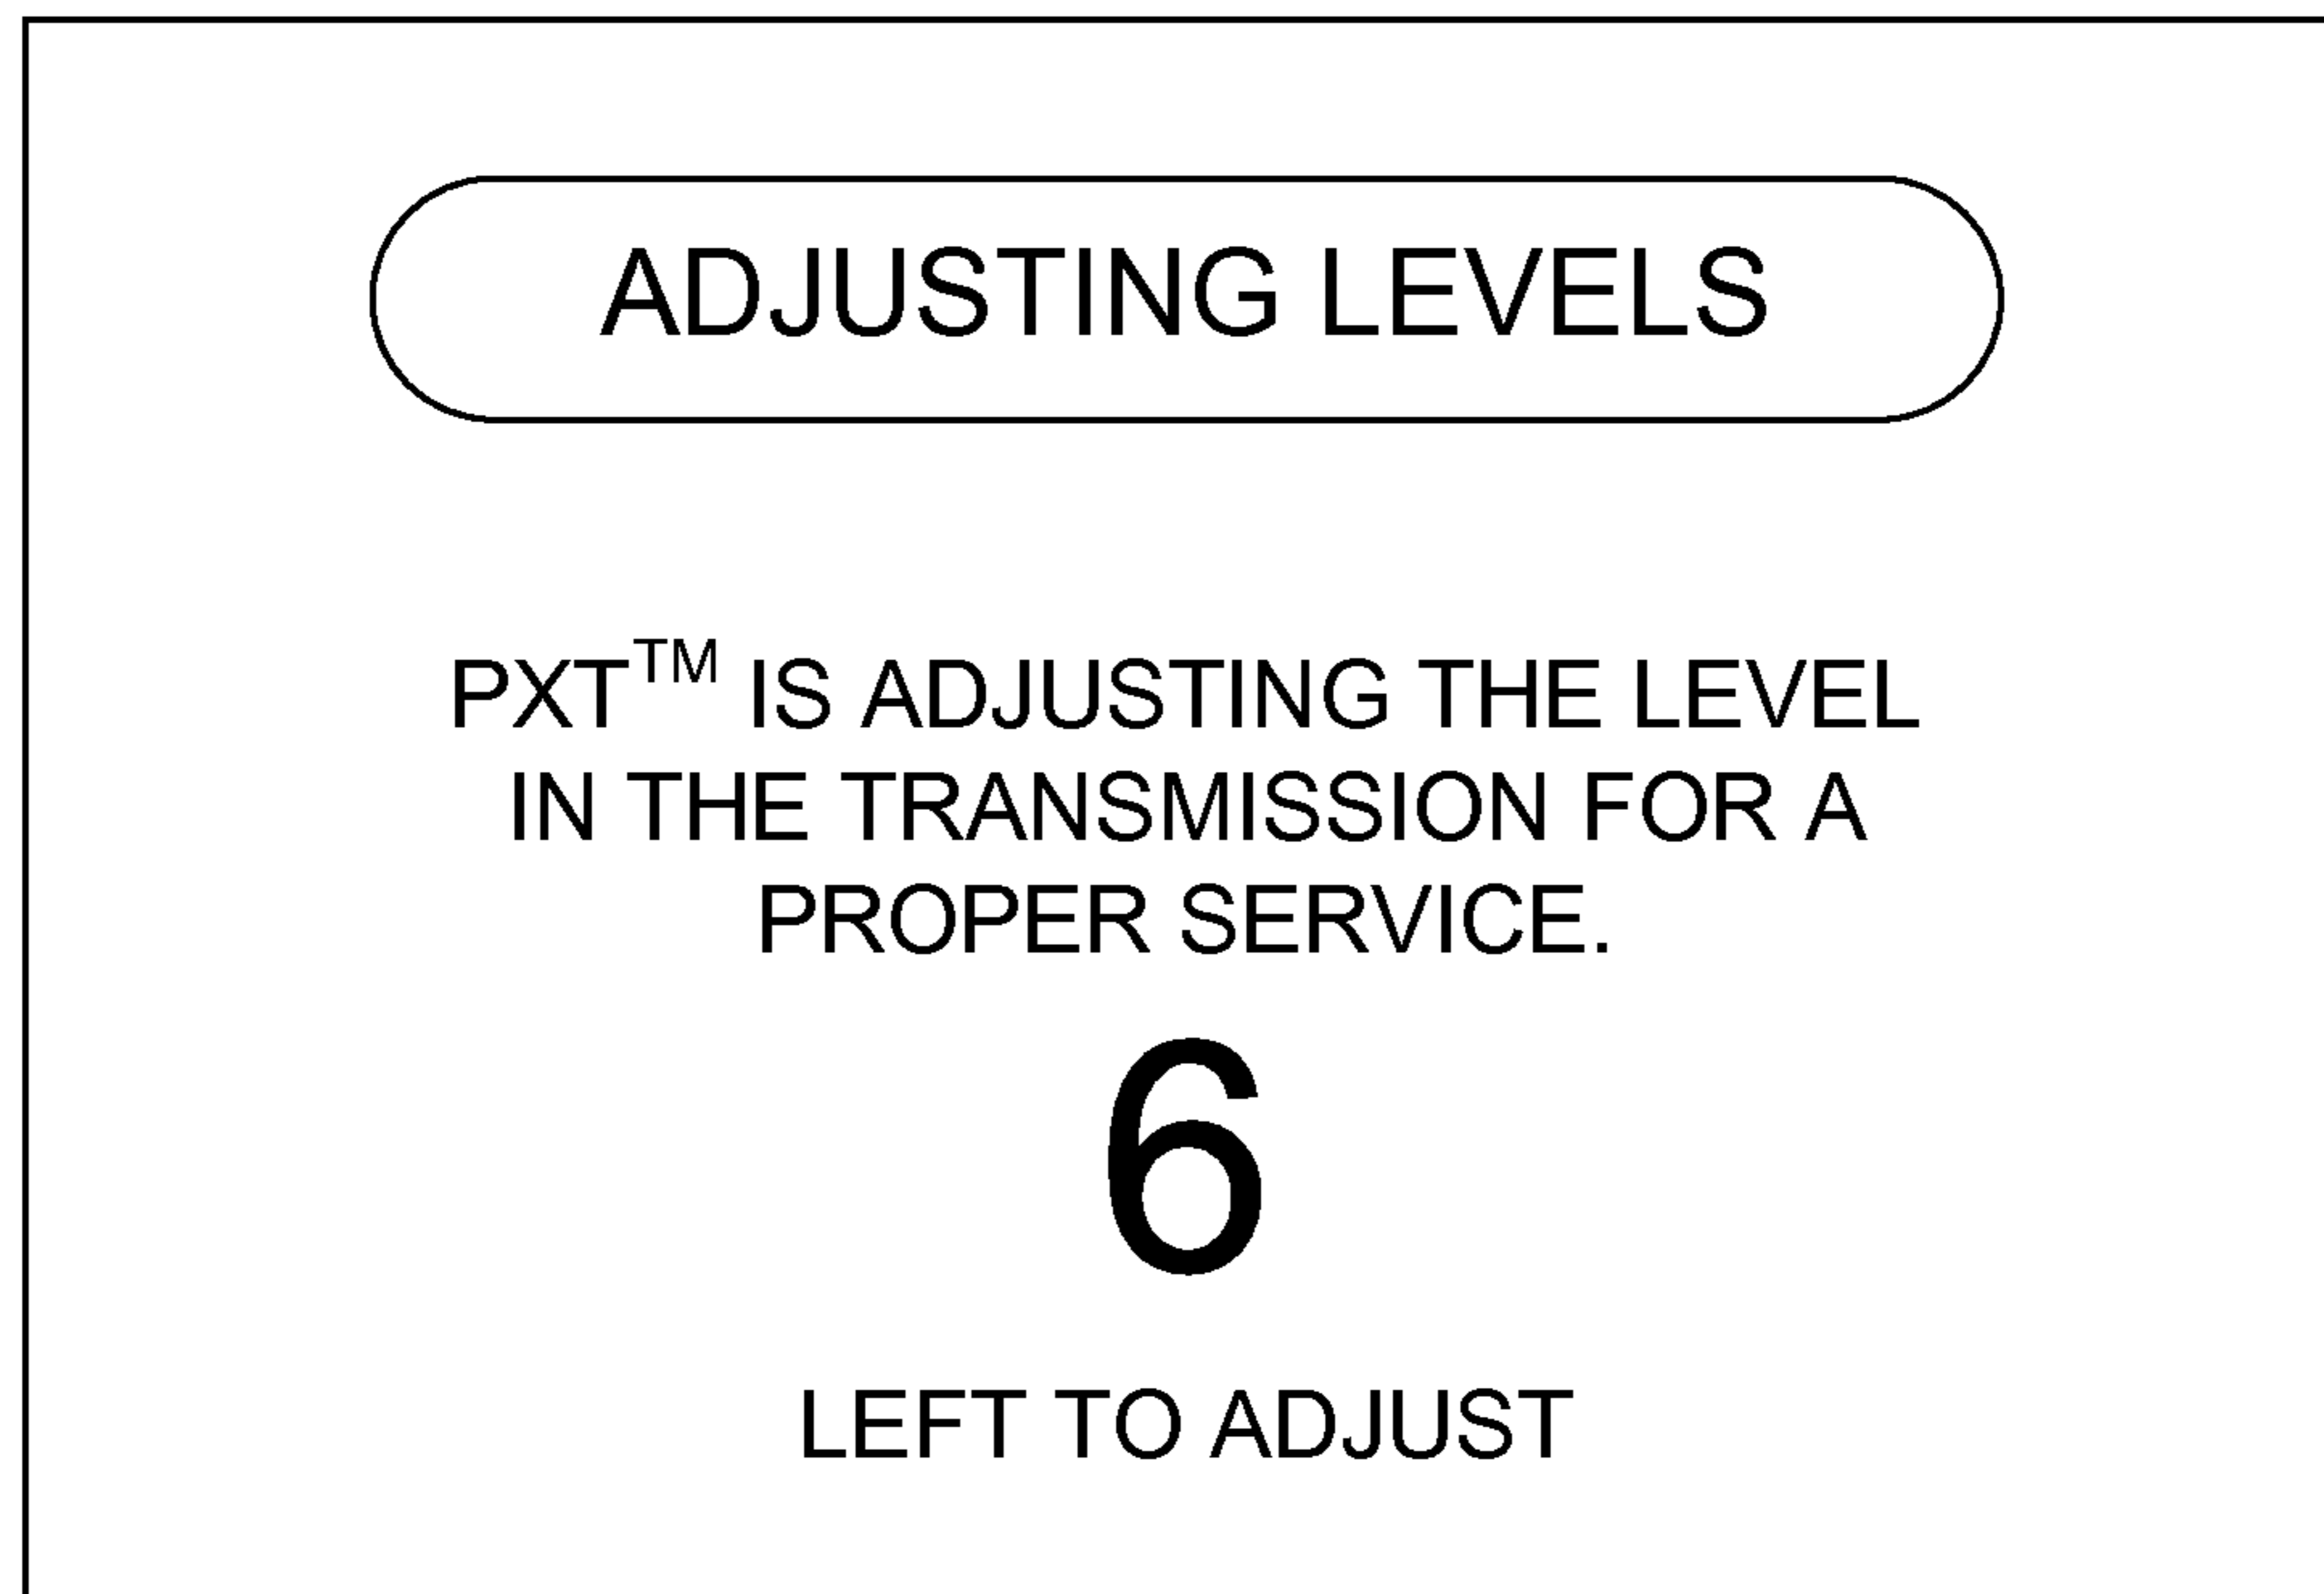 ADJUSTING LEVELS
PXT™ IS ADJUSTING THE LEVEL
IN THE TRANSMISSION FOR A
PROPER SERVICE.
6
LEFT TO ADJUST